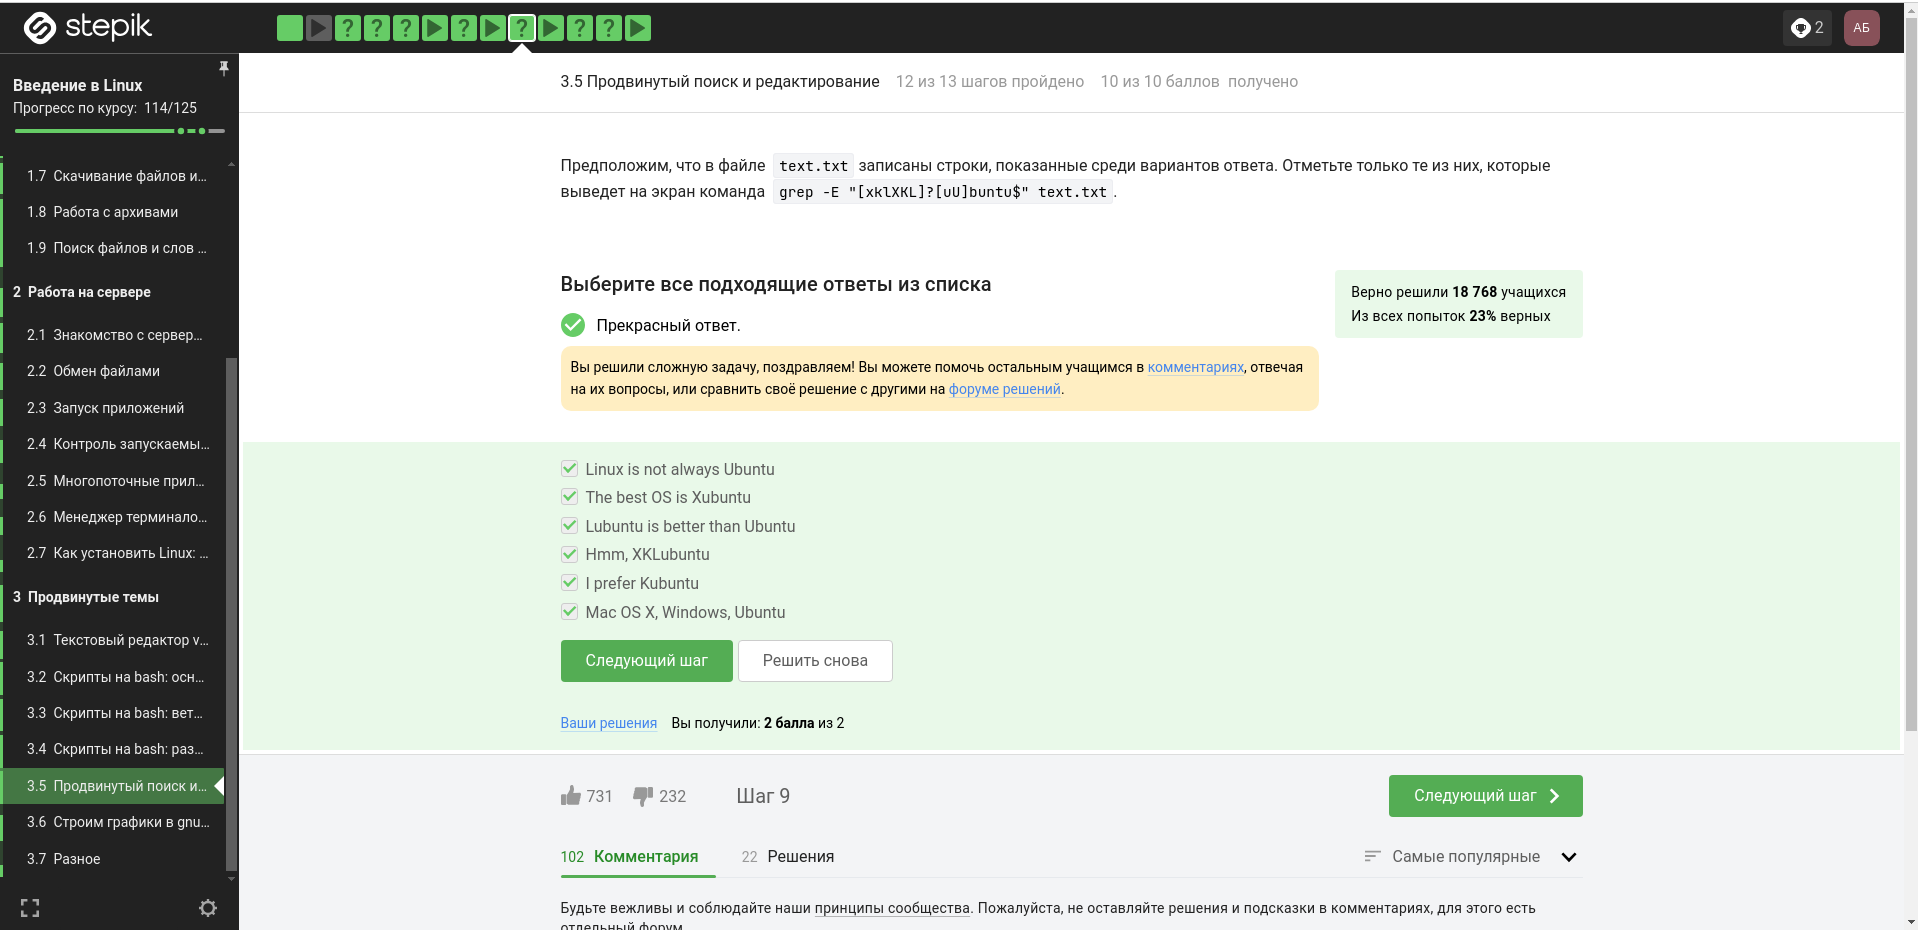 stepik
? ? ? ? ? ? ?
2
АБ
Введение в Linux
Прогресс по курсу: 114/125
1.7 Скачивание файлов и...
1.8 Работа с архивами
1.9 Поиск файлов и слов ...
2 Работа на сервере
2.1 Знакомство с сервер...
2.2 Обмен файлами
2.3 Запуск приложений
2.4 Контроль запускаемы...
2.5 Многопоточные прил...
2.6 Менеджер терминало...
2.7 Как установить Linux: ...
3 Продвинутые темы
3.1 Текстовый редактор v...
3.2 Скрипты на bash: осн...
3.3 Скрипты на bash: вет...
3.4 Скрипты на bash: раз...
3.5 Продвинутый поиск и...
3.6 Строим графики в gnu...
3.7 Разное
3.5 Продвинутый поиск и редактирование 12 из 13 шагов пройдено 10 из 10 баллов получено
Предположим, что в файле text.txt записаны строки, показанные среди вариантов ответа. Отметьте только те из них, которые
выведет на экран команда grep -E "[xklXKL]?[uU]buntu$" text.txt.
Выберите все подходящие ответы из списка
Прекрасный ответ.
Вы решили сложную задачу, поздравляем! Вы можете помочь остальным учащимся в комментариях, отвечая
на их вопросы, или сравнить своё решение с другими на форуме решений.
Верно решили 18 768 учащихся
Из всех попыток 23% верных
Linux is not always Ubuntu
The best OS is Xubuntu
Lubuntu is better than Ubuntu
Hmm, XKLubuntu
I prefer Kubuntu
Mac OS X, Windows, Ubuntu
Следующий шаг Решить снова
Ваши решения Вы получили: 2 балла из 2
731 232 Шаг 9 Следующий шаг
102 Комментария 22 Решения Самые популярные
Будьте вежливы и соблюдайте наши принципы сообщества. Пожалуйста, не оставляйте решения и подсказки в комментариях, для этого есть
отдельный форум.